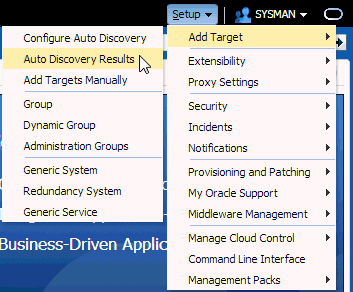 Setup SYSMAN
Configure Auto Discovery
Auto Discovery Results
Add Targets Manually
Group
Dynamic Group
Administration Groups
Generic System
Redundancy System
Generic Service
Add Target
Extensibility
Proxy Settings
Security
Incidents
Notifications
Provisioning and Patching
My Oracle Support
Middleware Management
Manage Cloud Control
Command Line Interface
Management Packs
Business-Driven Applic